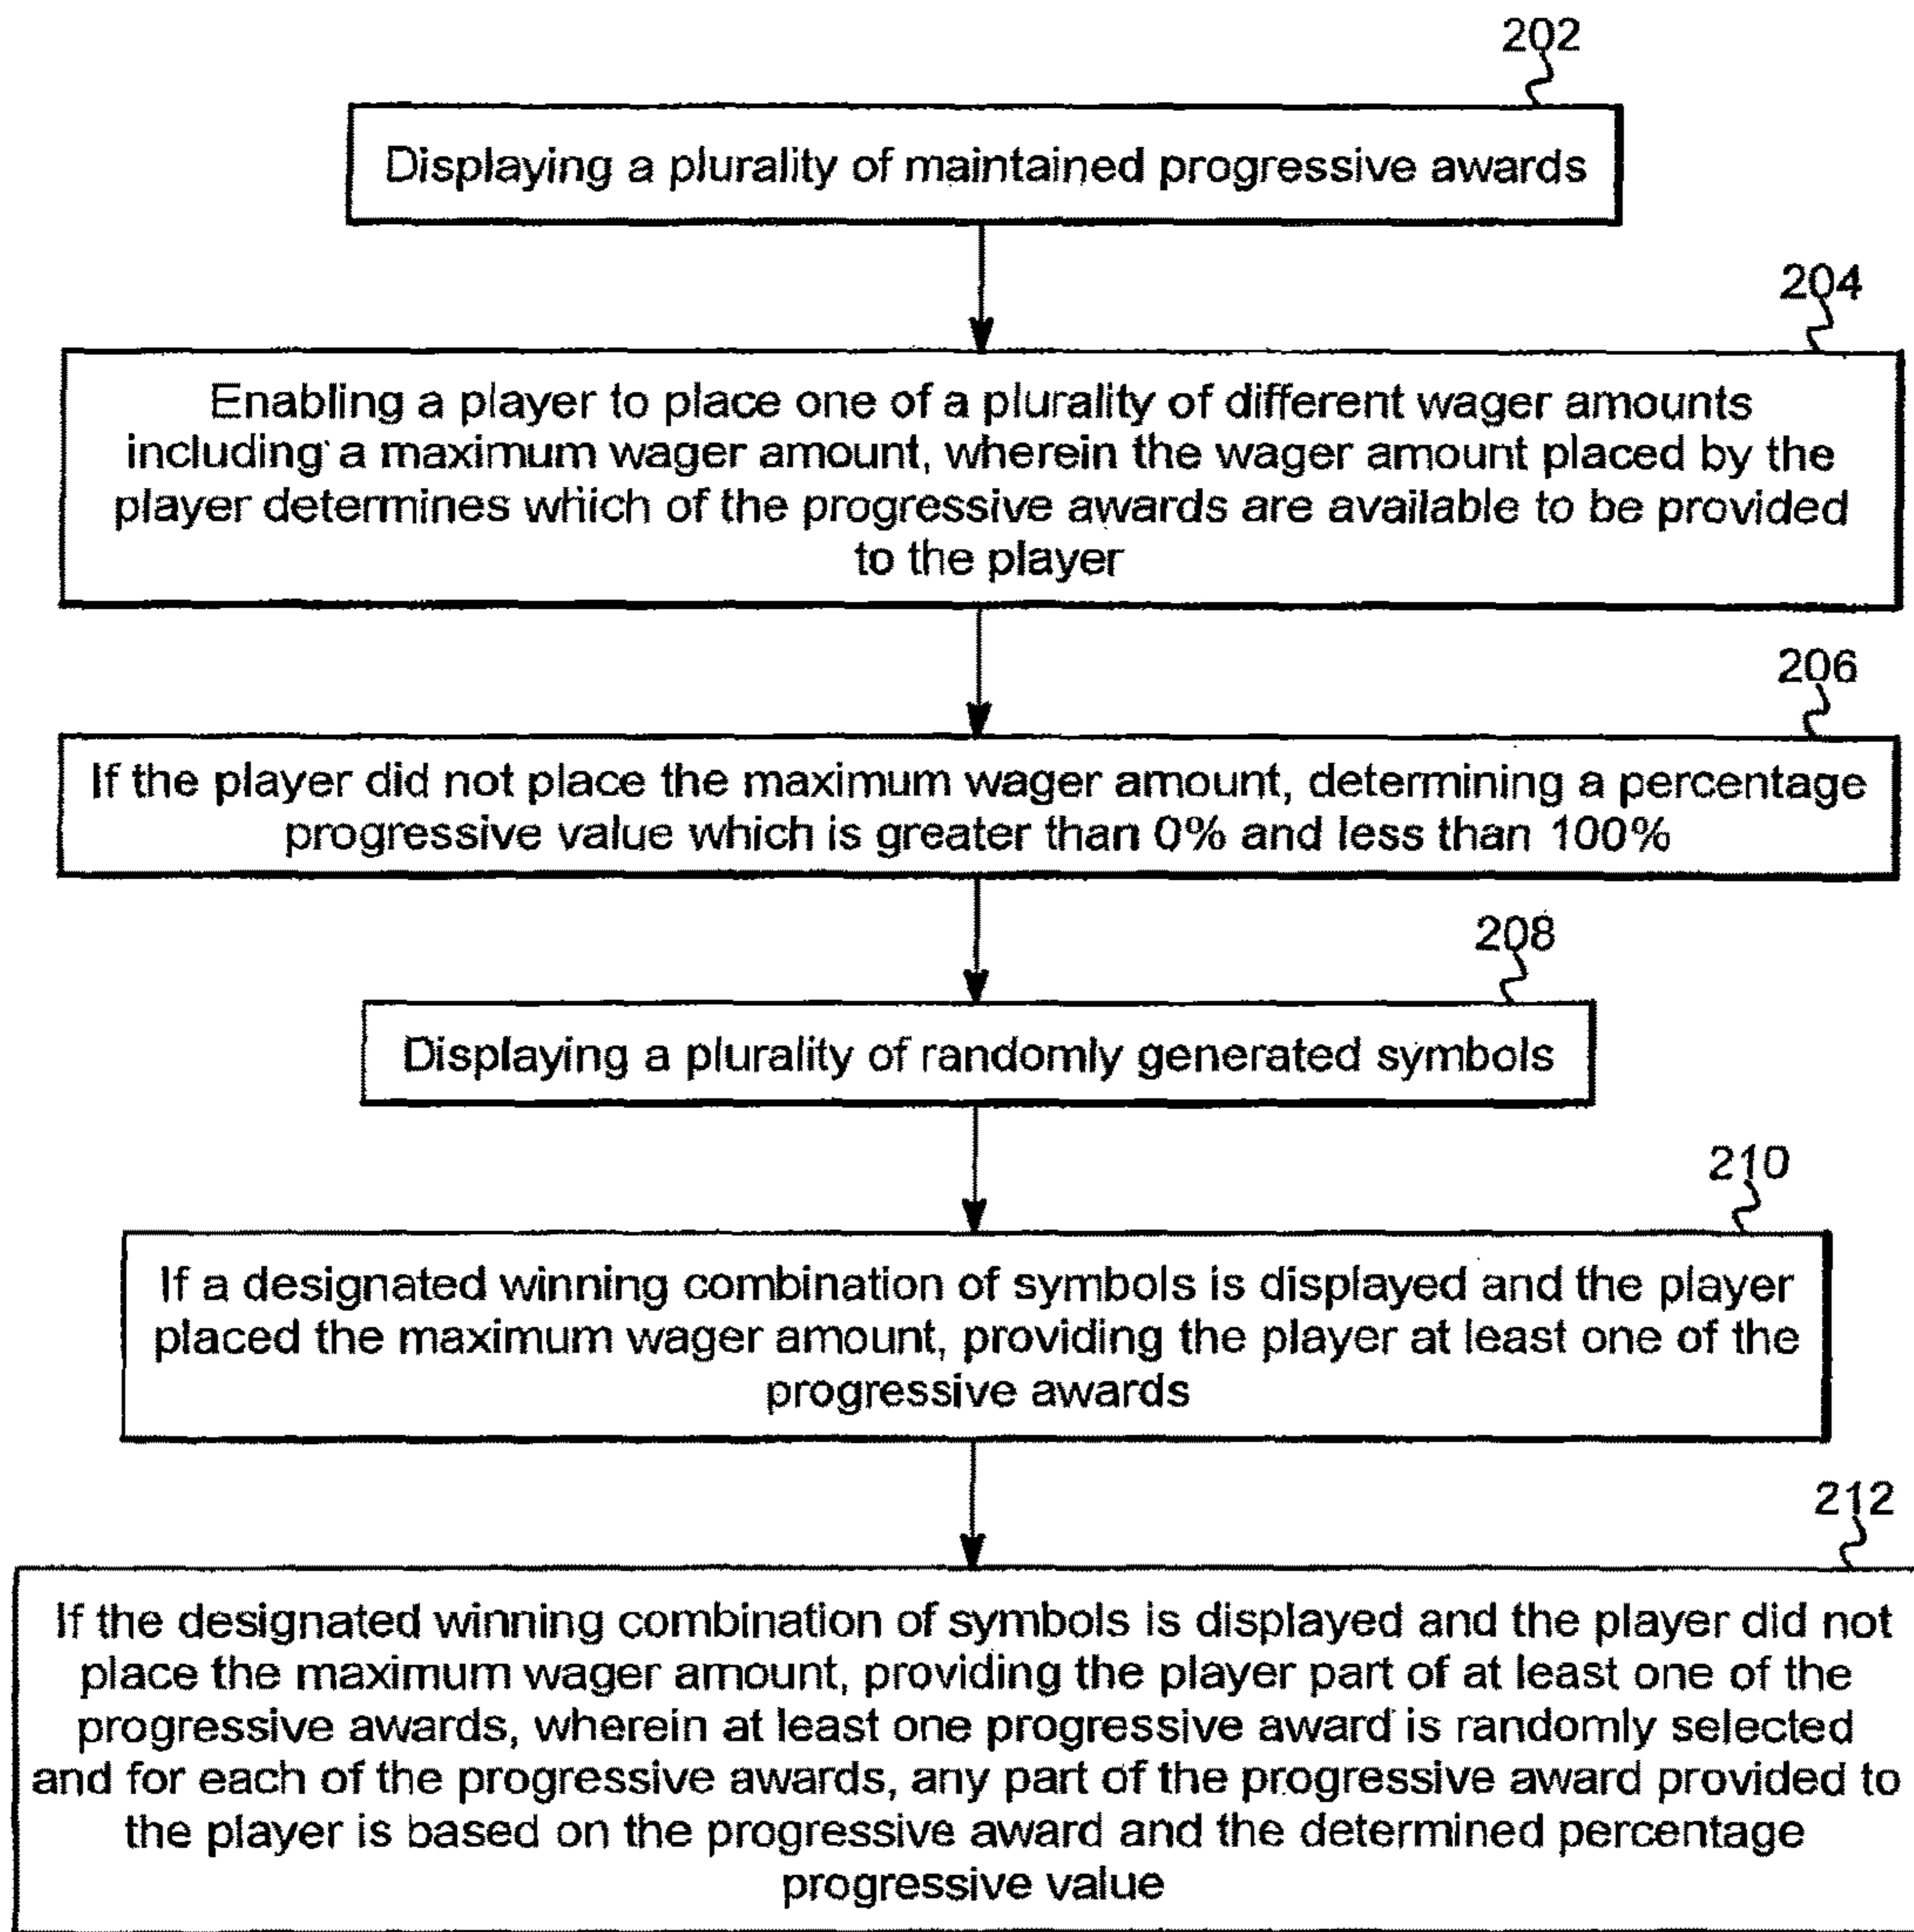 202
Displaying a plurality of maintained progressive awards
204
Enabling a player to place one of a plurality of different wager amounts
including a maximum wager amount, wherein the wager amount placed by the
player determines which of the progressive awards are available to be provided
to the player
206
If the player did not place the maximum wager amount, determining a percentage
progressive value which is greater than 0% and less than 100%
208
Displaying a plurality of randomly generated symbols
210
If a designated winning combination of symbols is displayed and the player
placed the maximum wager amount, providing the player at least one of the
progressive awards
212
If the designated winning combination of symbols is displayed and the player did not
place the maximum wager amount, providing the player part of at least one of the
progressive awards, wherein at least one progressive award is randomly selected
and for each of the progressive awards, any part of the progressive award provided to
the player is based on the progressive award and the determined percentage
progressive value